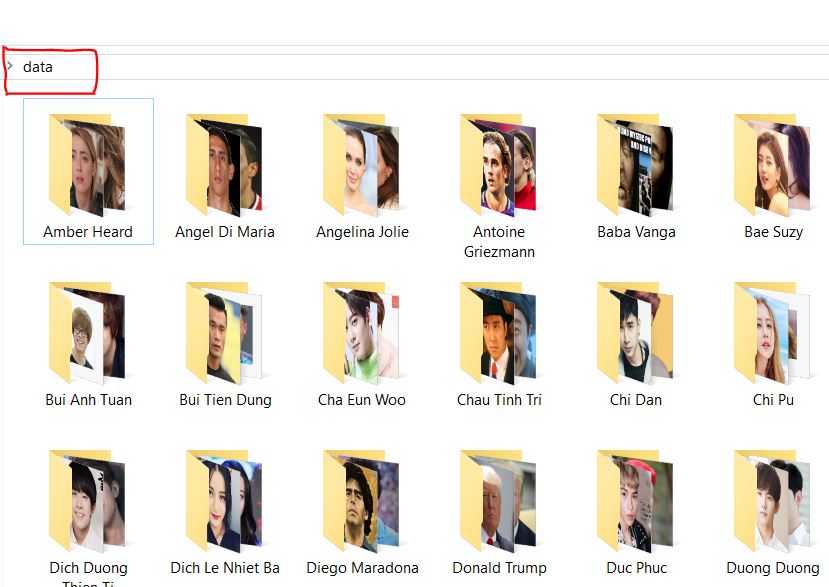 data
Amber Heard
Angel Di Maria
Angelina Jolie
Antoine
Griezmann
Baba Vanga
Bae Suzy
Bui Anh Tuan
Bui Tien Dung
Cha Eun Woo
Chau Tinh Tri
Chi Dan
Chi Pu
Dich Duong
Thien Ti
Dich Le Nhiet Ba
Diego Maradona
Donald Trump
Duc Phuc
Duong Duong